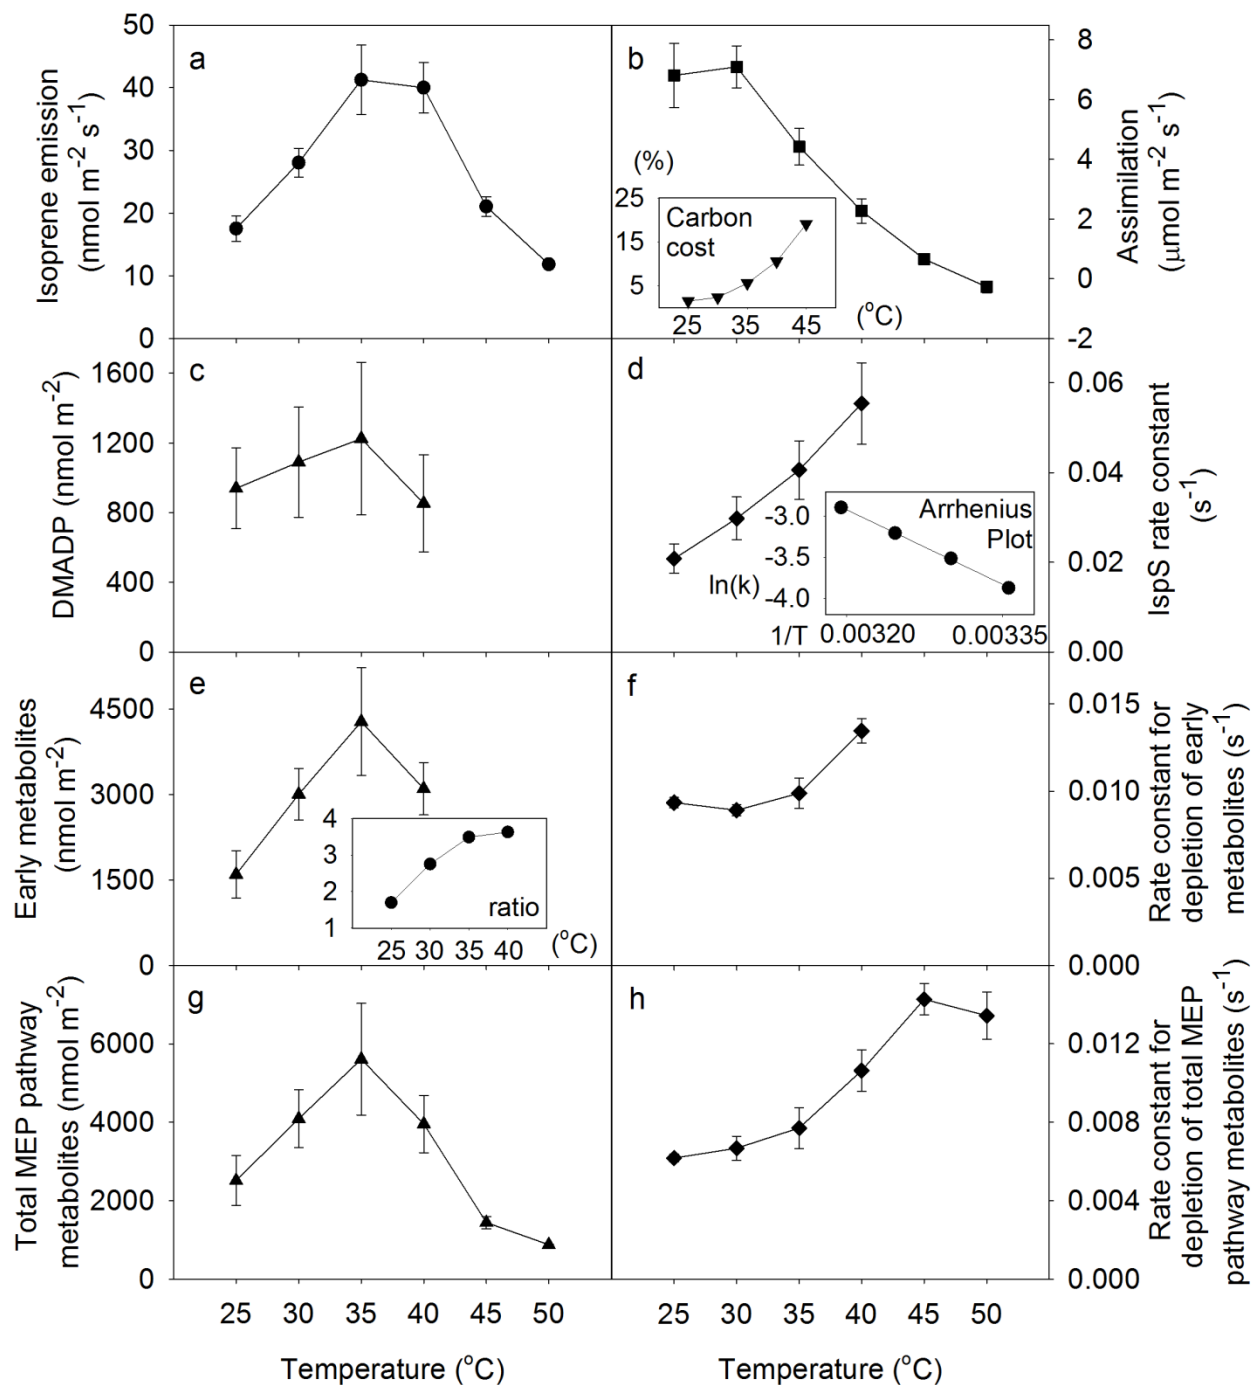 a
50
40
30
20
10
0
Isoprene emission
(nmol m⁻² s⁻¹)
b
8
6
4
2
0
-2
Assimilation
(μmol m⁻² s⁻¹)
(%)
25
15
5
Carbon
cost
25 35 45
(°C)
c
1600
1200
800
400
0
DMADP (nmol m⁻²)
d
0.06
0.04
0.02
0.00
IspS rate constant
(s⁻¹)
Arrhenius
Plot
-3.0
-3.5
-4.0
ln(k)
1/T
0.00320 0.00335
e
4500
3000
1500
0
Early metabolites
(nmol m⁻²)
4
3
2
1
ratio
25 30 35 40
(°C)
f
0.015
0.010
0.005
0.000
Rate constant for
depletion of early
metabolites (s⁻¹)
g
6000
4000
2000
0
Total MEP pathway
metabolites (nmol m⁻²)
25 30 35 40 45 50
Temperature (°C)
h
0.012
0.008
0.004
0.000
Rate constant for
depletion of total MEP
pathway metabolites (s⁻¹)
25 30 35 40 45 50
Temperature (°C)